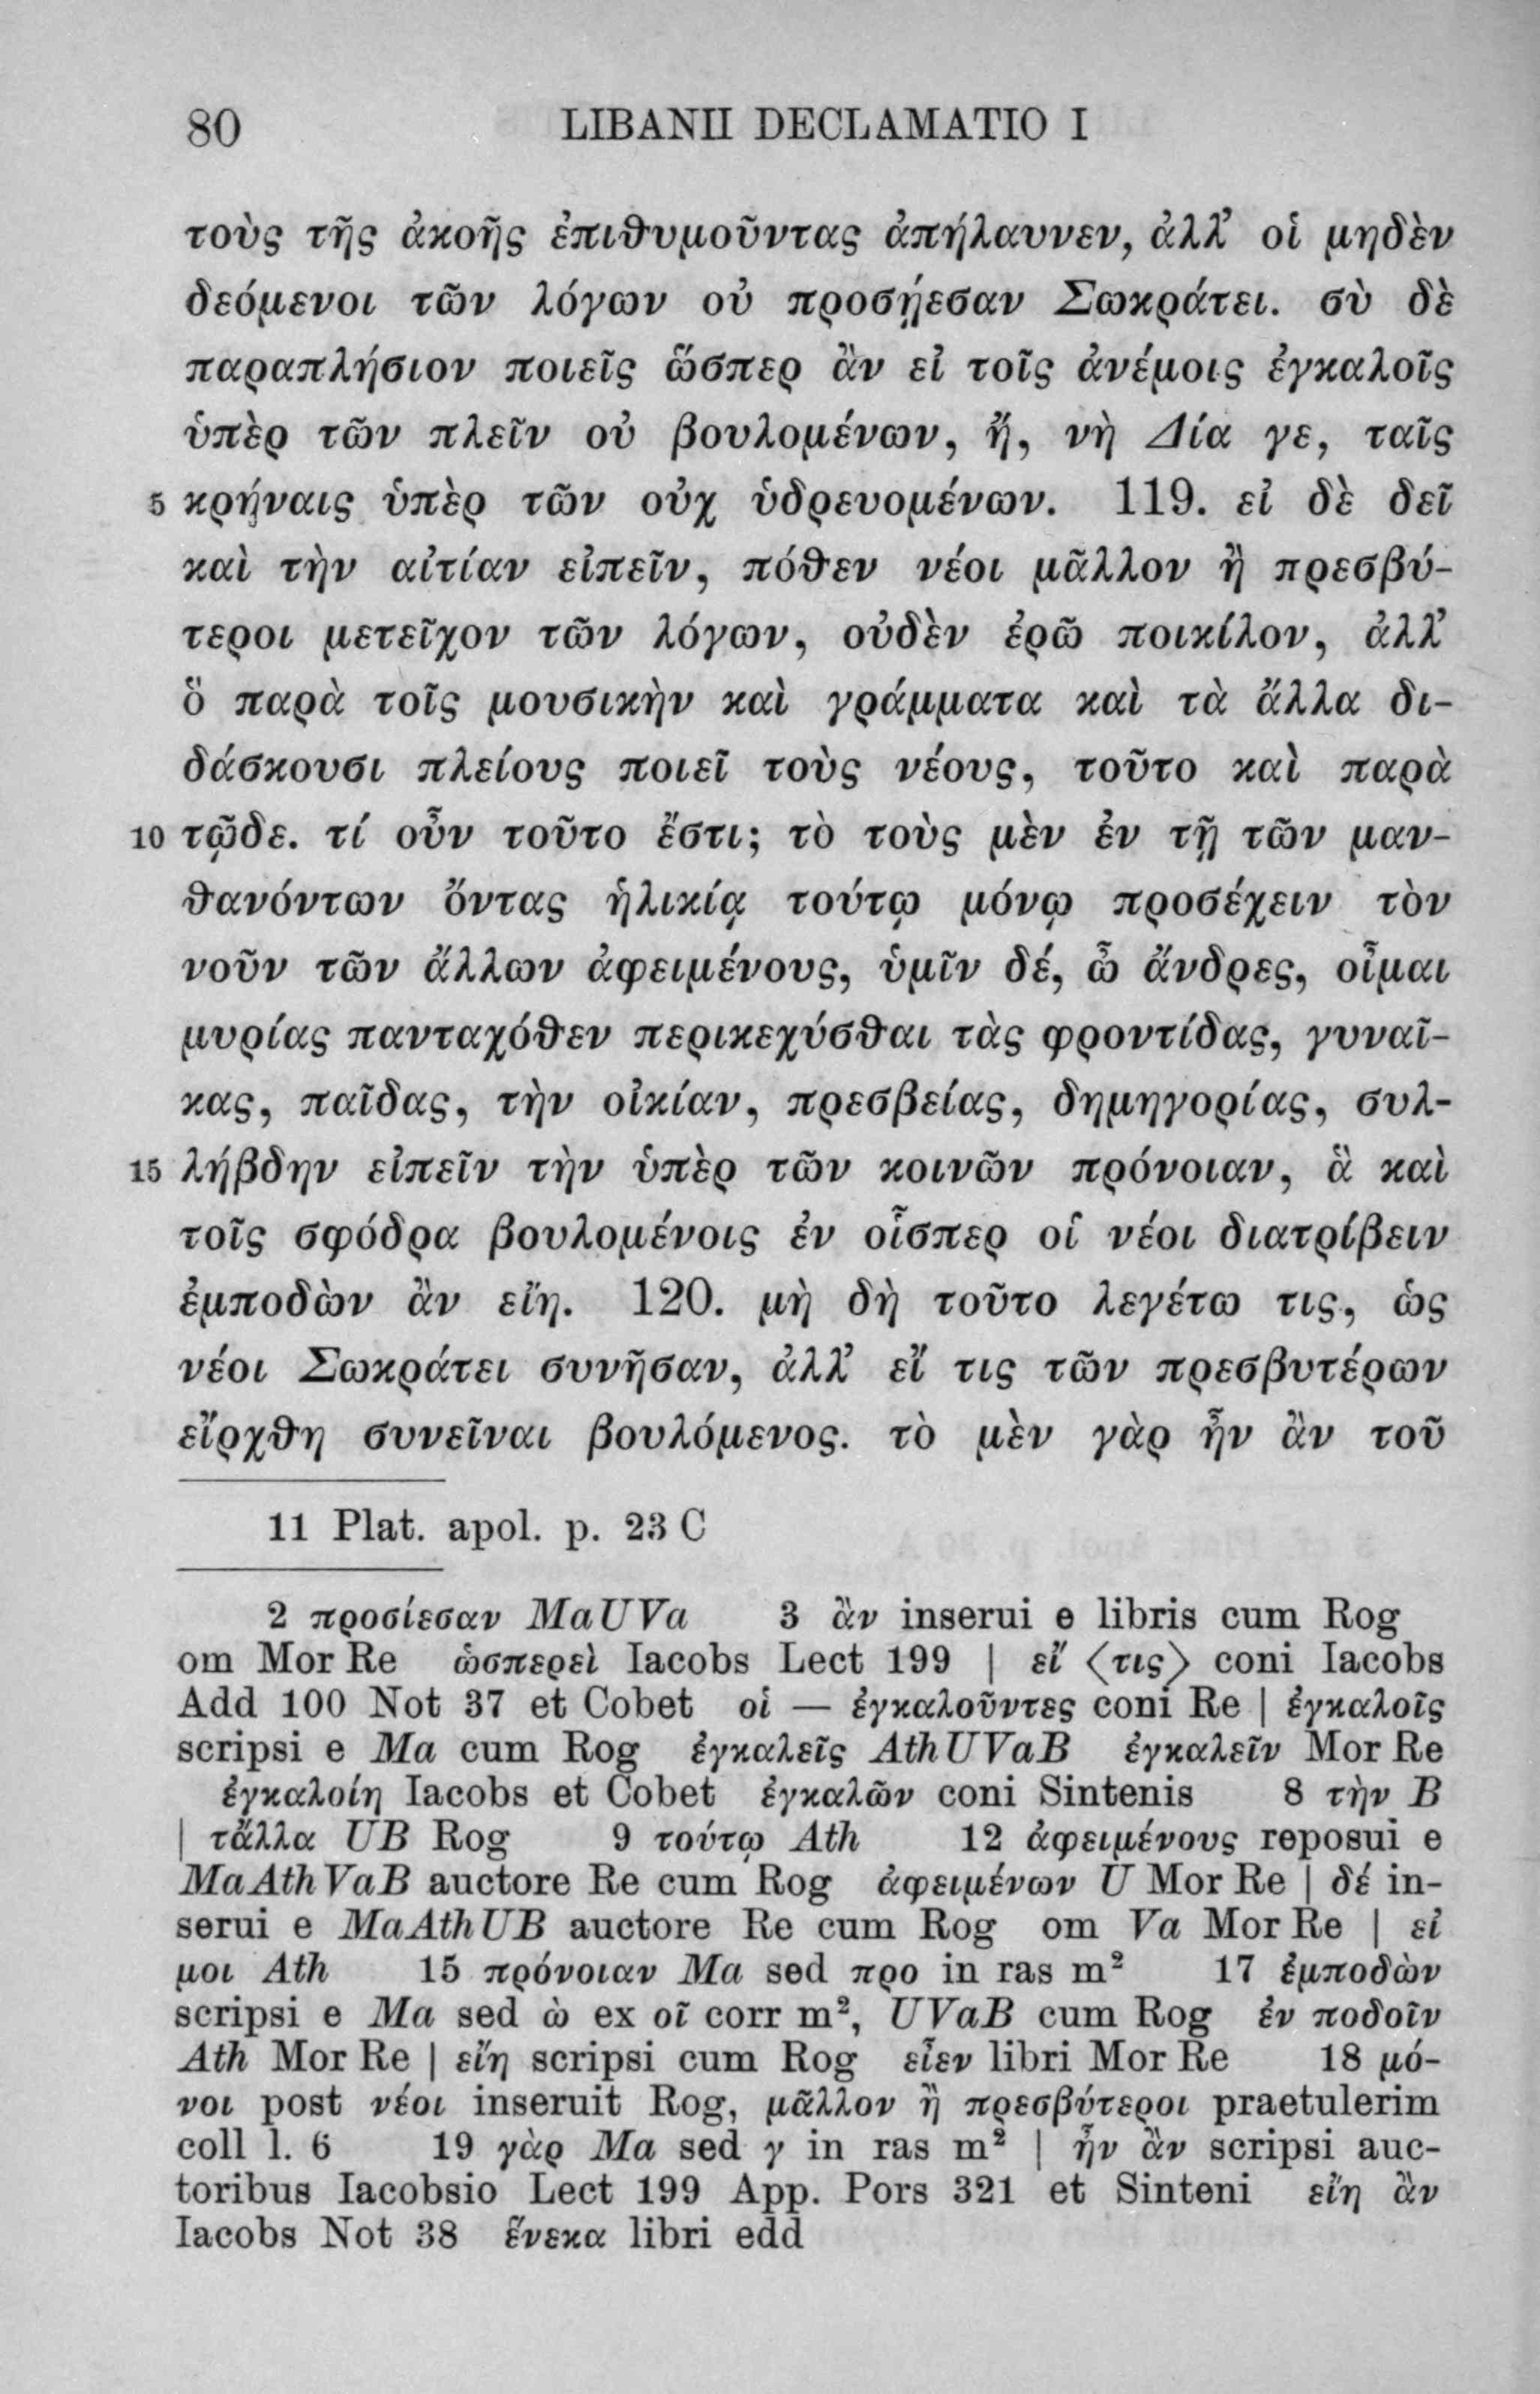 80 LIBANII DECLAMATIO I
τοὺς τῆς ἀκοῆς ἐπιθυμοῦντας ἀπήλαυνεν, ἀλλ’ οἱ μηδὲν
δεόμενοι τῶν λόγων οὐ προσῄεσαν Σωκράτει. σὺ δὲ
παραπλήσιον ποιεῖς ὥσπερ ἂν εἰ τοῖς ἀνέμοις ἐγκαλοῖς
ὑπὲρ τῶν πλεῖν οὐ βουλομένων, ἤ, νὴ Δία γε, ταῖς
5 κρήναις ὑπὲρ τῶν οὐχ ὑδρευομένων. 119. εἰ δὲ δεῖ
καὶ τὴν αἰτίαν εἰπεῖν, πόθεν νέοι μᾶλλον ἢ πρεσβύ-
τεροι μετεῖχον τῶν λόγων, οὐδὲν ἐρῶ ποικίλον, ἀλλ’
ὃ παρὰ τοῖς μουσικὴν καὶ γράμματα καὶ τὰ ἄλλα δι-
δάσκουσι πλείους ποιεῖ τοὺς νέους, τοῦτο καὶ παρὰ
10 τῷδε. τί οὖν τοῦτο ἔστι; τὸ τοὺς μὲν ἐν τῇ τῶν μαν-
θανόντων ὄντας ἡλικίᾳ τούτῳ μόνῳ προσέχειν τὸν
νοῦν τῶν ἄλλων ἀφειμένους, ὑμῖν δέ, ὦ ἄνδρες, οἶμαι
μυρίας πανταχόθεν περικεχύσθαι τὰς φροντίδας, γυναῖ-
κας, παῖδας, τὴν οἰκίαν, πρεσβείας, δημηγορίας, συλ-
15 λήβδην εἰπεῖν τὴν ὑπὲρ τῶν κοινῶν πρόνοιαν, ἃ καὶ
τοῖς σφόδρα βουλομένοις ἐν οἷσπερ οἱ νέοι διατρίβειν
ἐμποδὼν ἂν εἴη. 120. μὴ δὴ τοῦτο λεγέτω τις, ὡς
νέοι Σωκράτει συνῆσαν, ἀλλ’ εἴ τις τῶν πρεσβυτέρων
εἴρχθη συνεῖναι βουλόμενος. τὸ μὲν γὰρ ἦν ἂν τοῦ
11 Plat. apol. p. 23 C
2 προσίεσαν MaUVa 3 ἂν inserui e libris cum Rog
om Mor Re ὡσπερεὶ Iacobs Lect 199 | εἴ ⟨τις⟩ coni Iacobs
Add 100 Not 37 et Cobet οἱ — ἐγκαλοῦντες coni Re | ἐγκαλοῖς
scripsi e Ma cum Rog ἐγκαλεῖς AthUVaB ἐγκαλεῖν Mor Re
ἐγκαλοίη Iacobs et Cobet ἐγκαλῶν coni Sintenis 8 τὴν B
| τἄλλα UB Rog 9 τούτῳ Ath 12 ἀφειμένους reposui e
MaAthVaB auctore Re cum Rog ἀφειμένων U Mor Re | δέ in-
serui e MaAthUB auctore Re cum Rog om Va Mor Re | εἰ
μοι Ath 15 πρόνοιαν Ma sed προ in ras m² 17 ἐμποδὼν
scripsi e Ma sed ὼ ex οῖ corr m², UVaB cum Rog ἐν ποδοῖν
Ath Mor Re | εἴη scripsi cum Rog εἶεν libri Mor Re 18 μό-
νοι post νέοι inseruit Rog, μᾶλλον ἢ πρεσβύτεροι praetulerim
coll l. 6 19 γὰρ Ma sed γ in ras m² | ἦν ἂν scripsi auc-
toribus Iacobsio Lect 199 App. Pors 321 et Sinteni εἴη ἂν
Iacobs Not 38 ἕνεκα libri edd